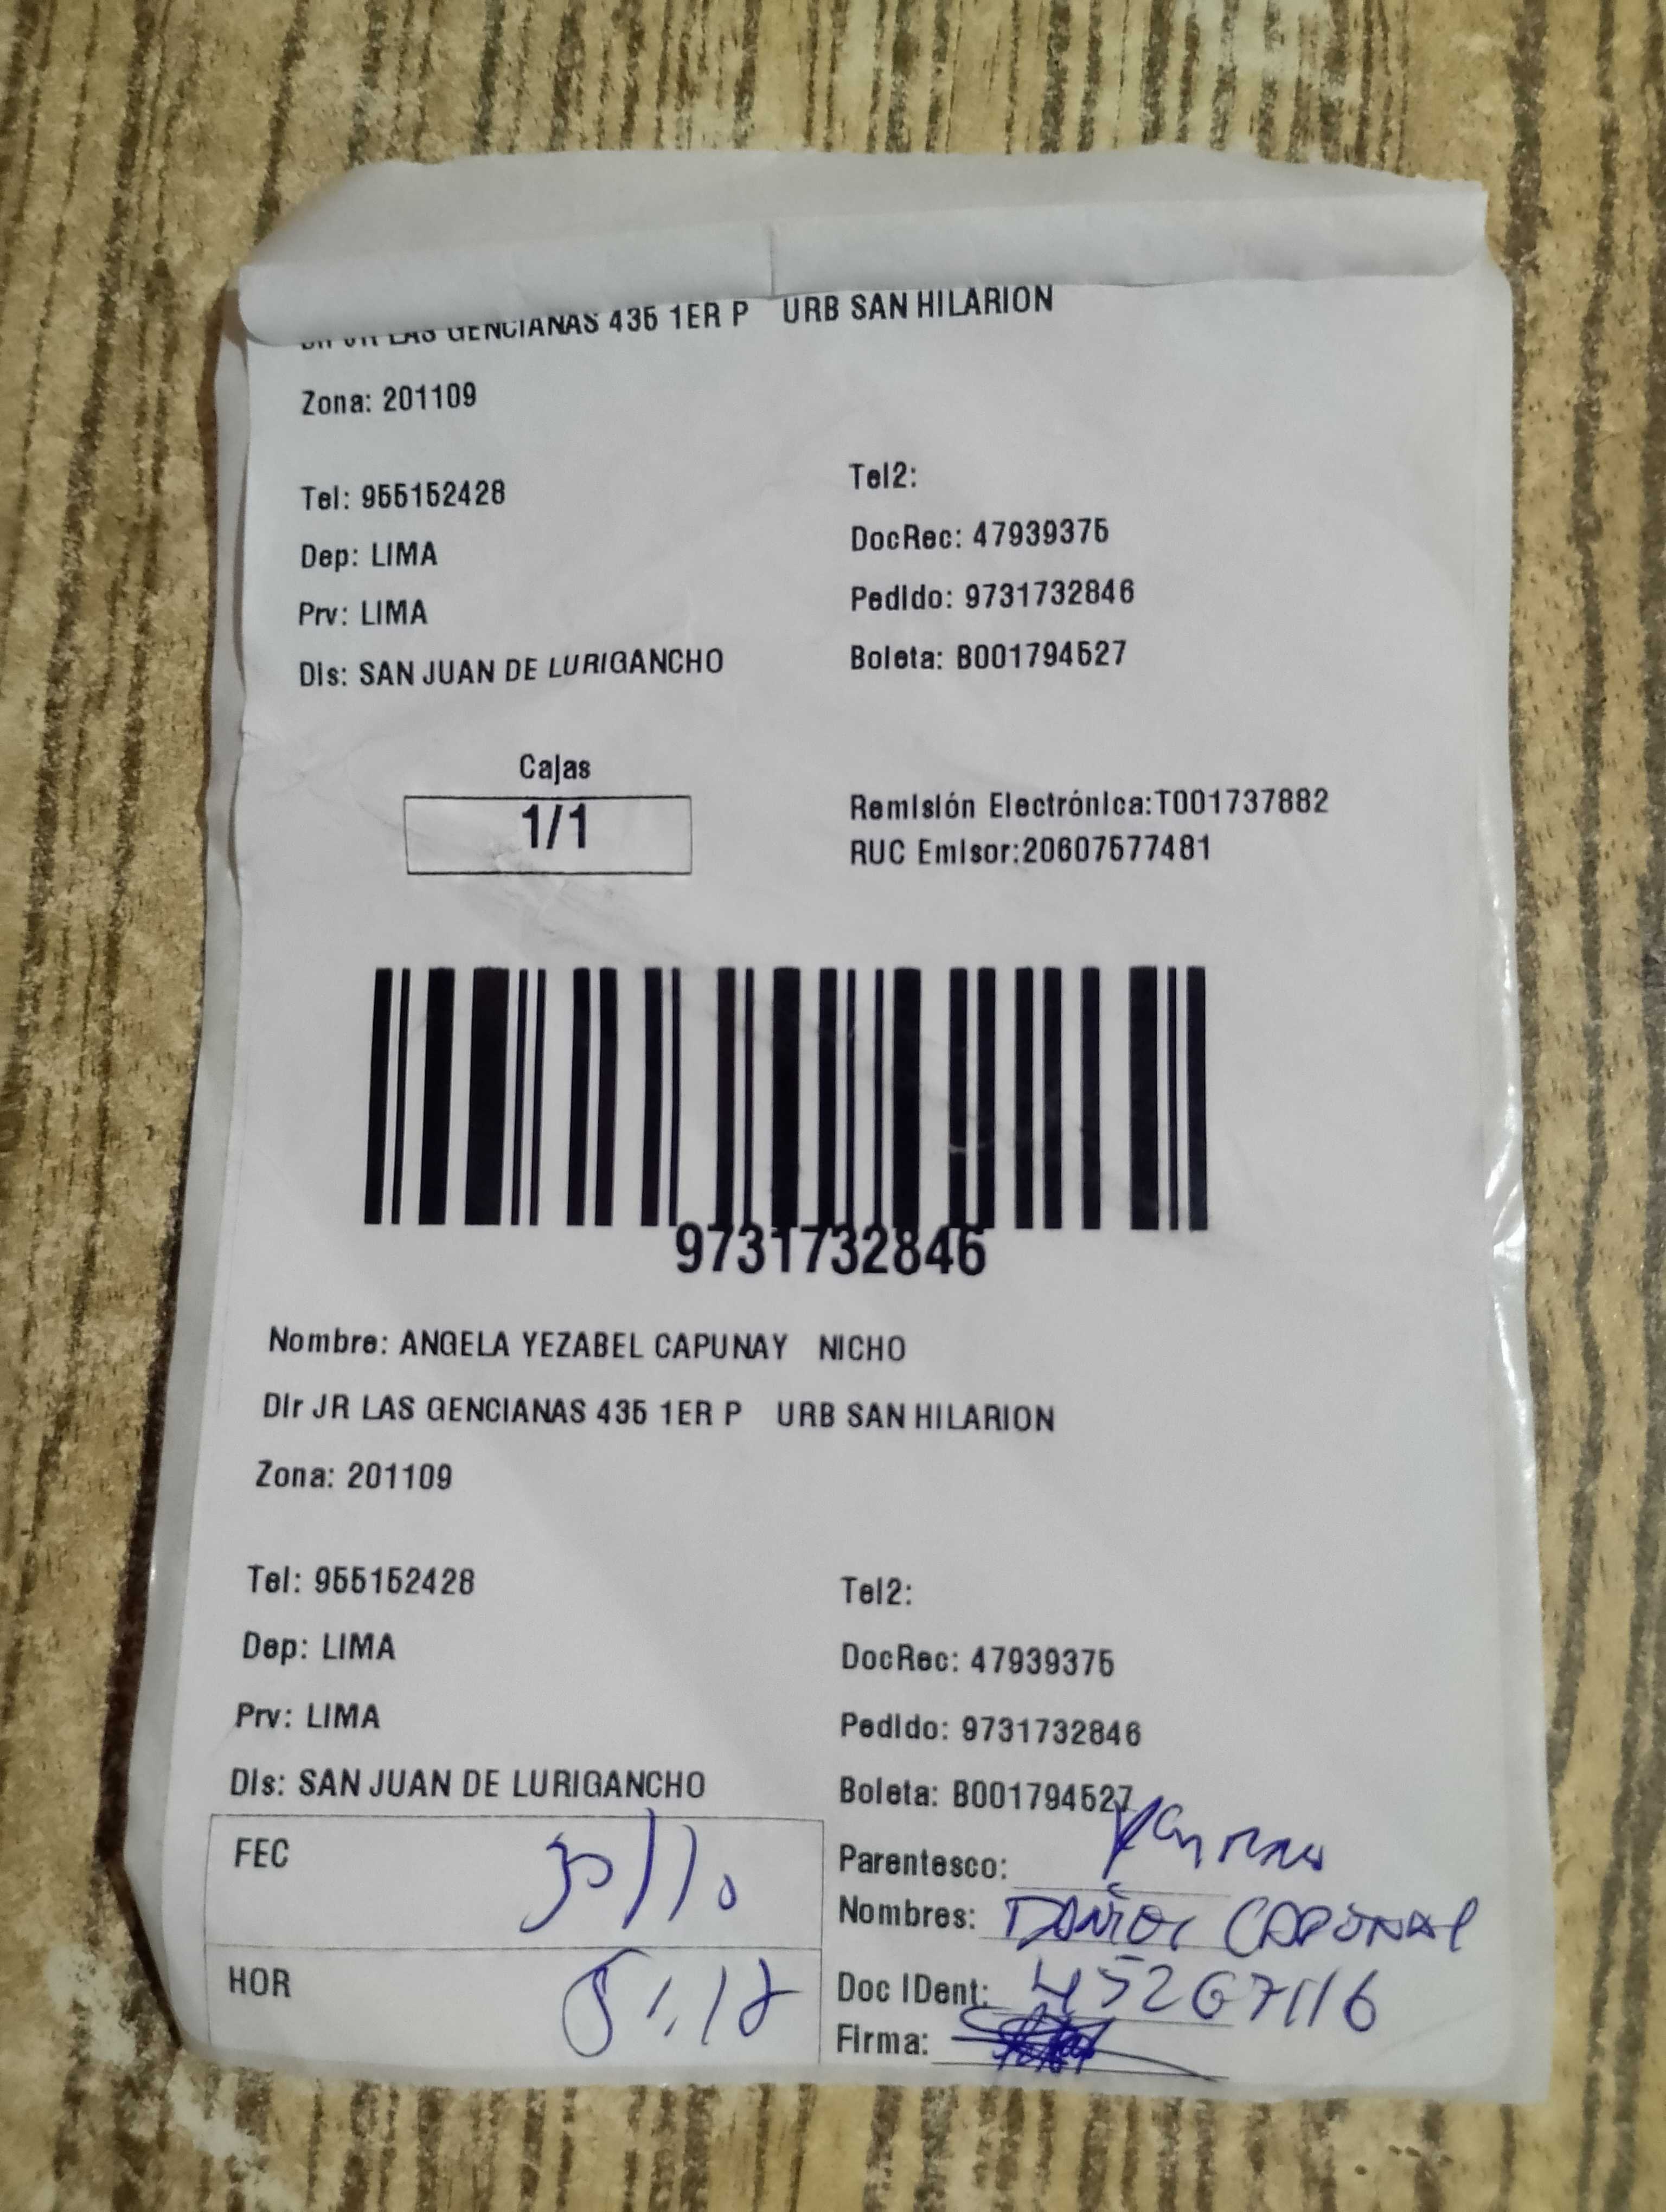 LAS GENCIANAS 435 1ER P URB SAN HILARION
Zona: 201109
Tel: 955152428
Tel2:
Dep: LIMA
DocRec: 47939375
Prv: LIMA
Pedido: 9731732846
Dis: SAN JUAN DE LURIGANCHO
Boleta: B001794527
Cajas
1/1
Remisión Electrónica:T001737882
RUC Emisor:20607577481
9731732846
Nombre: ANGELA YEZABEL CAPUNAY NICHO
Dir JR LAS GENCIANAS 435 1ER P URB SAN HILARION
Zona: 201109
Tel: 955152428
Tel2:
Dep: LIMA
DocRec: 47939375
Prv: LIMA
Pedido: 9731732846
Dis: SAN JUAN DE LURIGANCHO
Boleta: B001794527
FEC
Parentesco:
Nombres:
HOR
Doc IDent: 45267116
Firma: